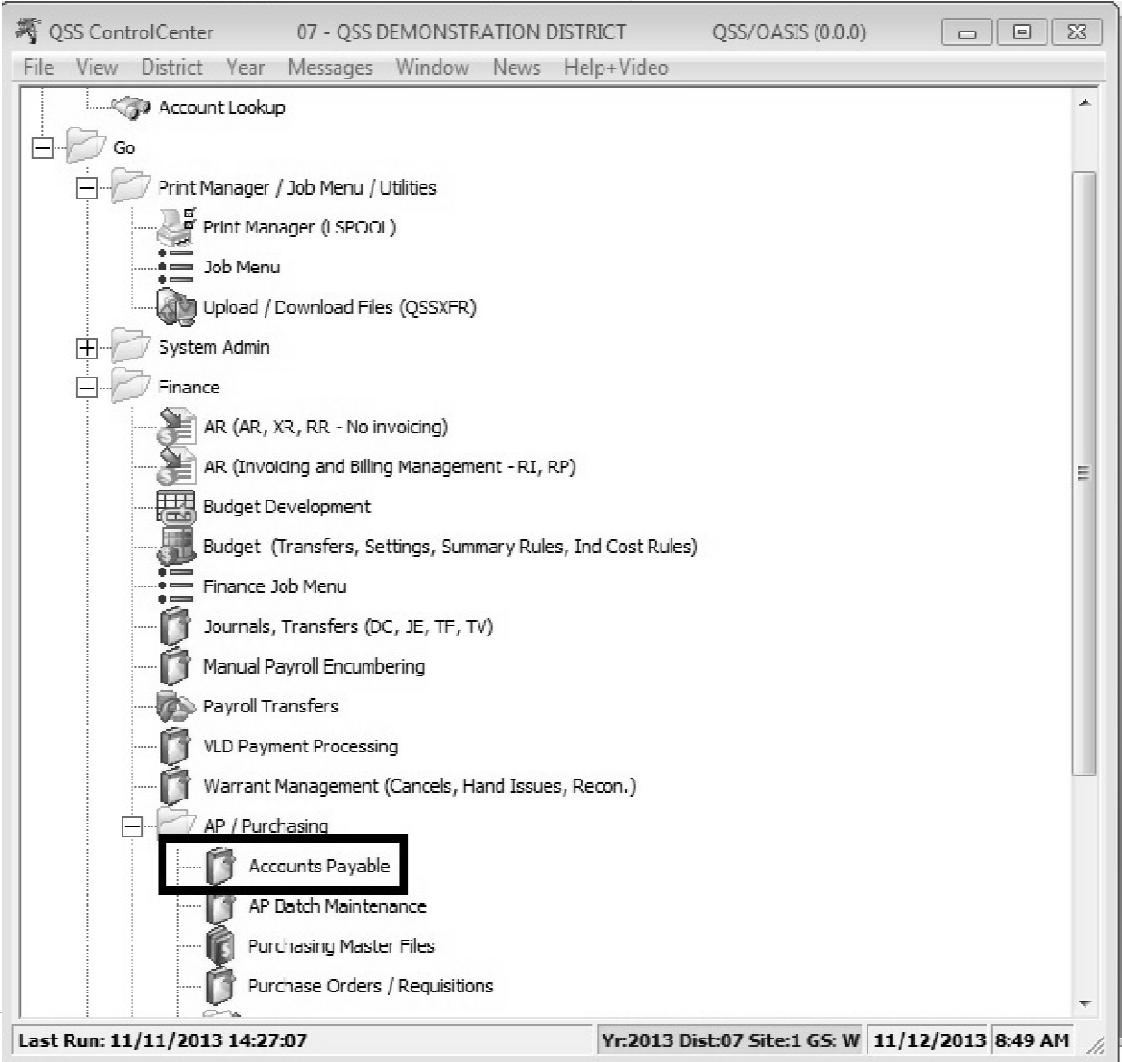 QSS ControlCenter 07 - QSS DEMONSTRATION DISTRICT QSS/OASIS (0.0.0)
File View District Year Messages Window News Help+Video
Account Lookup
Go
Print Manager / Job Menu / Utilities
Print Manager (LSPOOL)
Job Menu
Upload / Download Files (QSSXFR)
System Admin
Finance
AR (AR, XR, RR - No invoicing)
AR (Invoicing and Billing Management - RI, RP)
Budget Development
Budget (Transfers, Settings, Summary Rules, Ind Cost Rules)
Finance Job Menu
Journals, Transfers (DC, JE, TF, TV)
Manual Payroll Encumbering
Payroll Transfers
VLD Payment Processing
Warrant Management (Cancels, Hand Issues, Recon.)
AP / Purchasing
Accounts Payable
AP Batch Maintenance
Purchasing Master Files
Purchase Orders / Requisitions
Last Run: 11/11/2013 14:27:07 Yr:2013 Dist:07 Site:1 GS: W 11/12/2013 8:49 AM